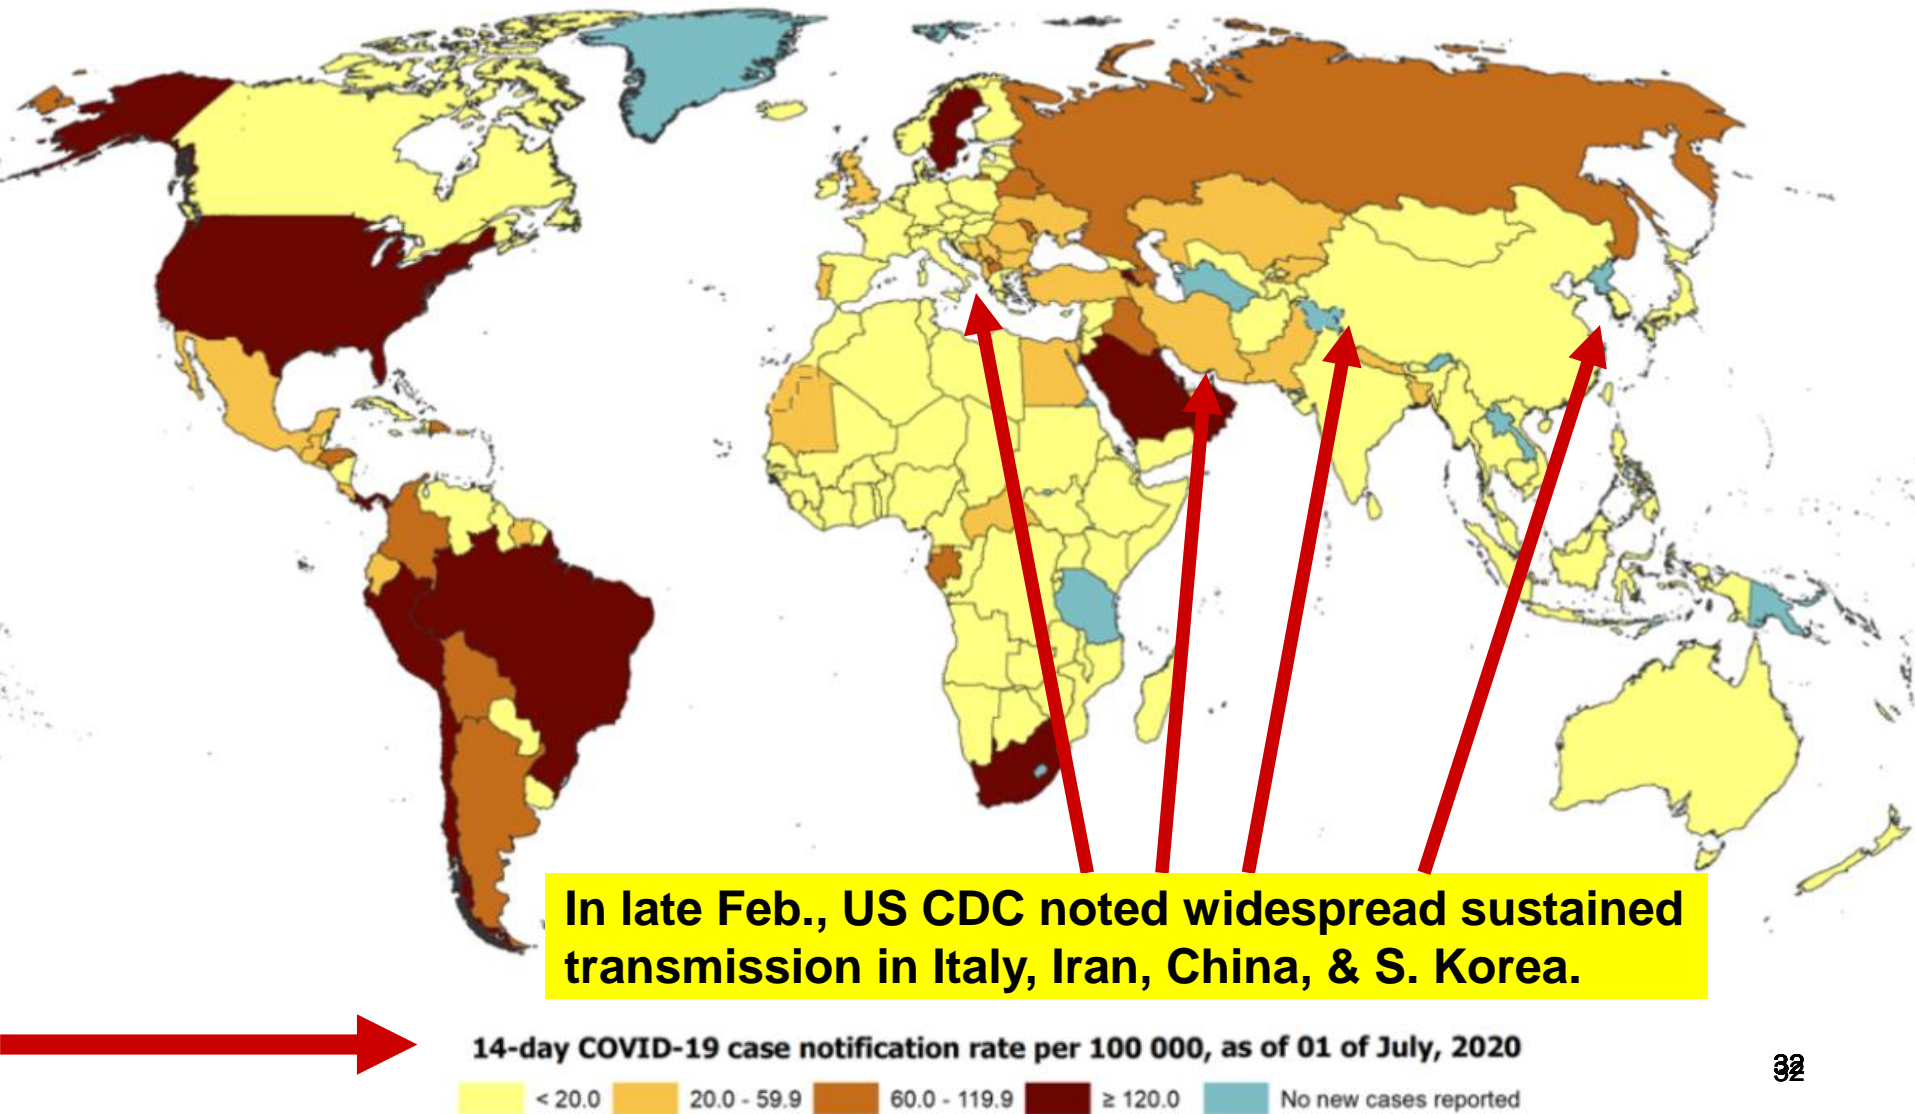 In late Feb., US CDC noted widespread sustained
transmission in Italy, Iran, China, & S. Korea.
14-day COVID-19 case notification rate per 100 000, as of 01 of July, 2020
< 20.0 20.0 - 59.9 60.0 - 119.9 ≥ 120.0 No new cases reported
32